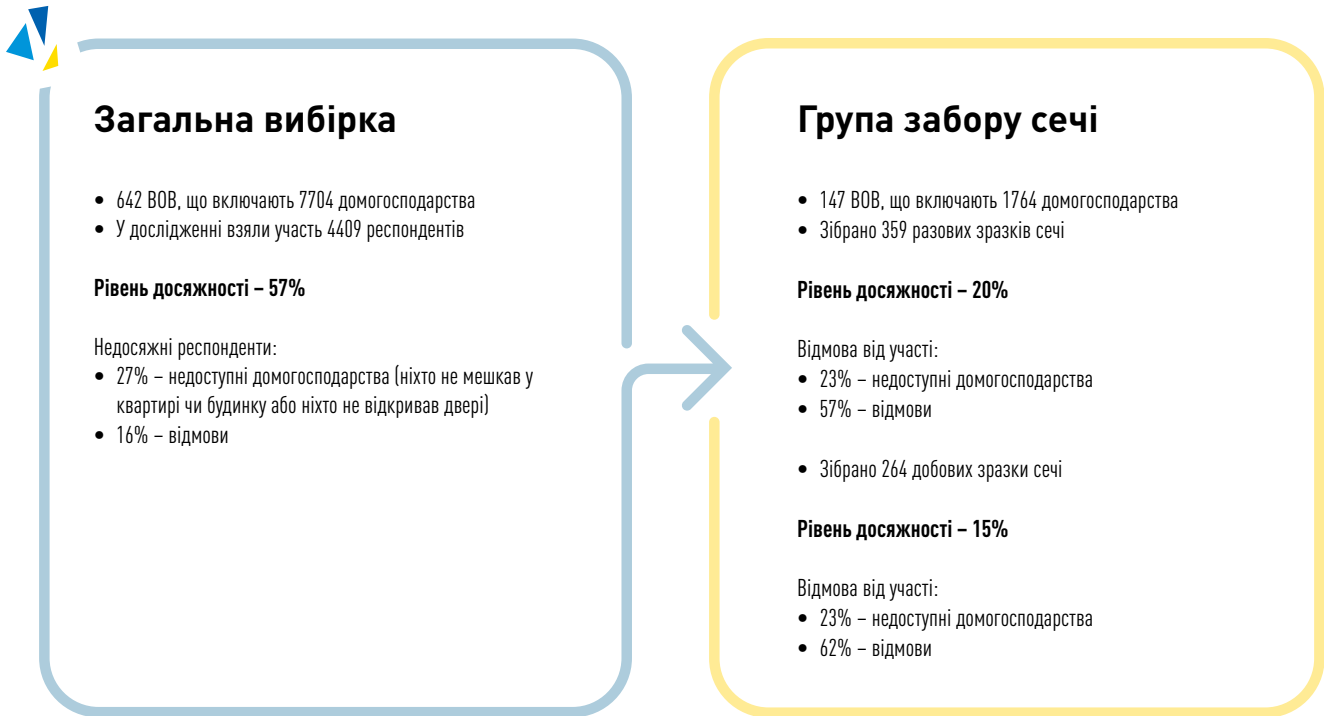 Загальна вибірка
• 642 ВОВ, що включають 7704 домогосподарства
• У дослідженні взяли участь 4409 респондентів
Рівень досяжності – 57%
Недосяжні респонденти:
• 27% – недоступні домогосподарства (ніхто не мешкав у
квартирі чи будинку або ніхто не відкривав двері)
• 16% – відмови
Група забору сечі
• 147 ВОВ, що включають 1764 домогосподарства
• Зібрано 359 разових зразків сечі
Рівень досяжності – 20%
Відмова від участі:
• 23% – недоступні домогосподарства
• 57% – відмови
• Зібрано 264 добових зразки сечі
Рівень досяжності – 15%
Відмова від участі:
• 23% – недоступні домогосподарства
• 62% – відмови